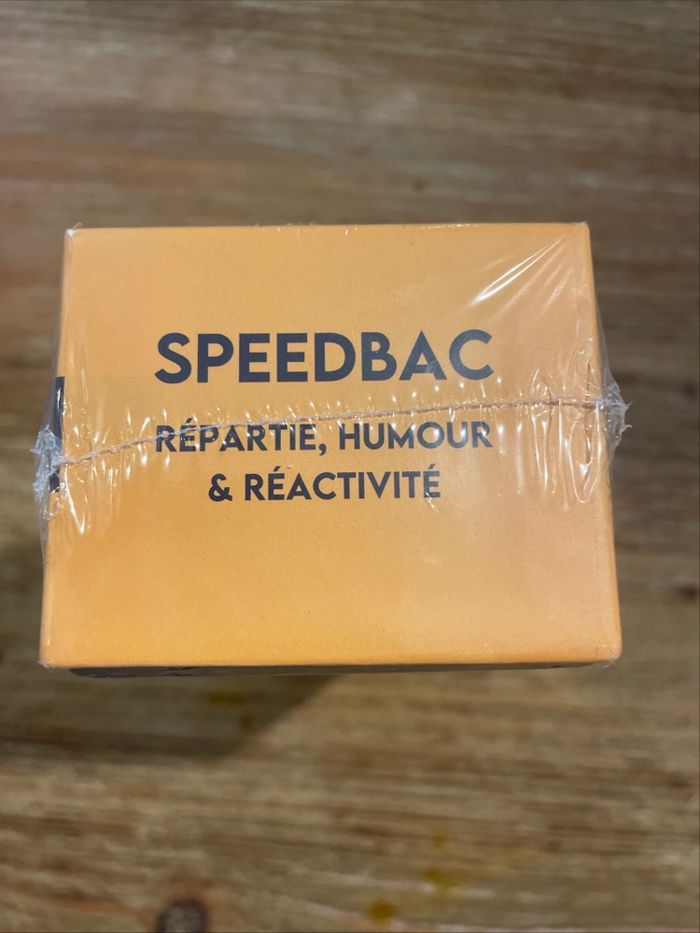 SPEEDBAC
RÉPARTIE, HUMOUR
& RÉACTIVITÉ